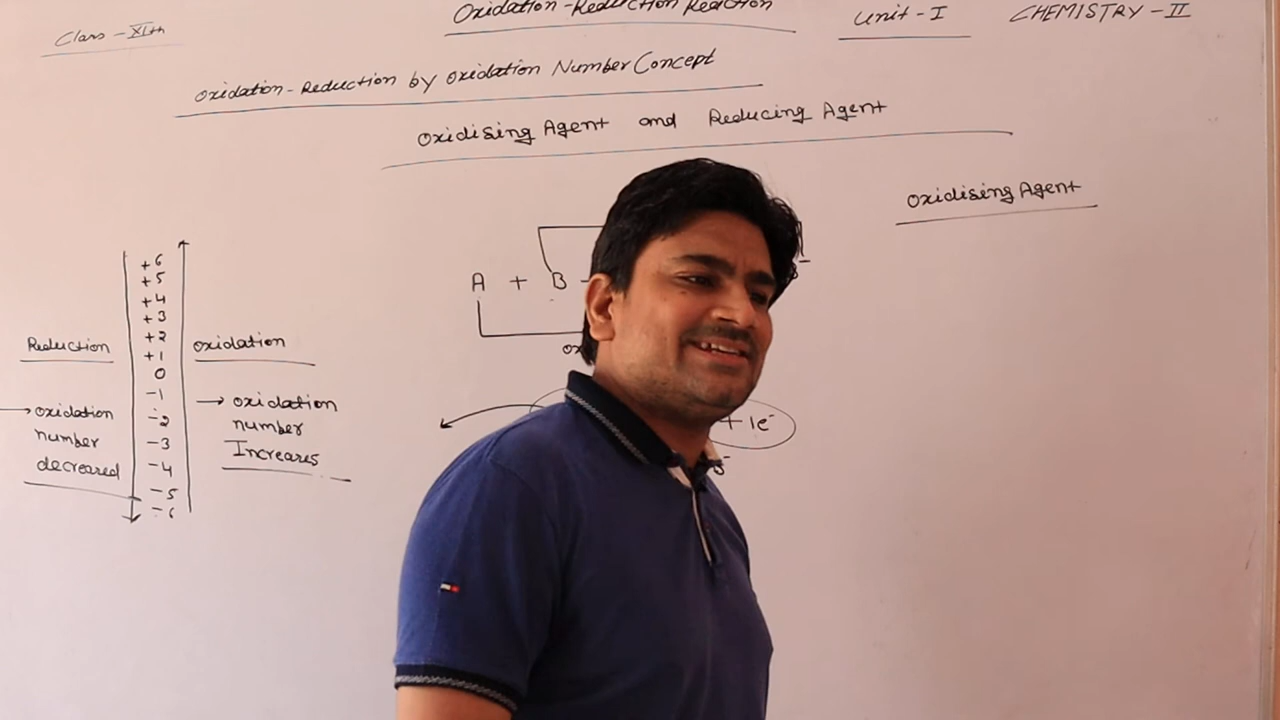 Class - XIth
Oxidation - Reduction Reaction
Unit - I
CHEMISTRY - II
Oxidation - Reduction by Oxidation Number Concept
Oxidising Agent and Reducing Agent
Oxidising Agent
+6
+5
+4
+3
+2
+1
0
-1
-2
-3
-4
-5
-6
Reduction
→ oxidation
number
decreased
oxidation
→ oxidation
number
Increases
A + B -
ox
+ 1e⁻